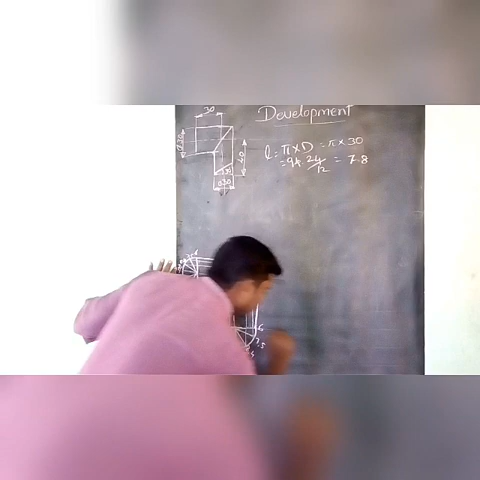 Development
30
l = π × D = π × 30
= 94.24/12 = 7.8
Ø30
40
Ø30